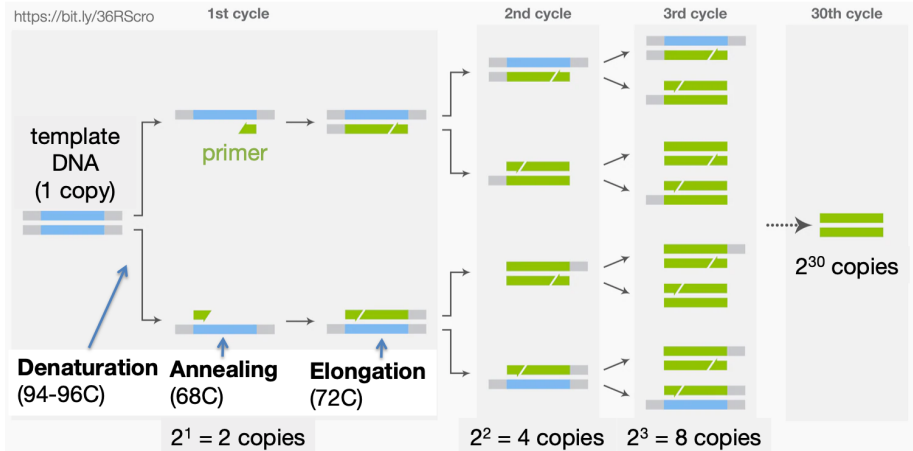 https://bit.ly/36RScro
1st cycle
2nd cycle
3rd cycle
30th cycle
template
DNA
(1 copy)
primer
2³⁰ copies
Denaturation
(94-96C)
Annealing
(68C)
Elongation
(72C)
2¹ = 2 copies
2² = 4 copies
2³ = 8 copies